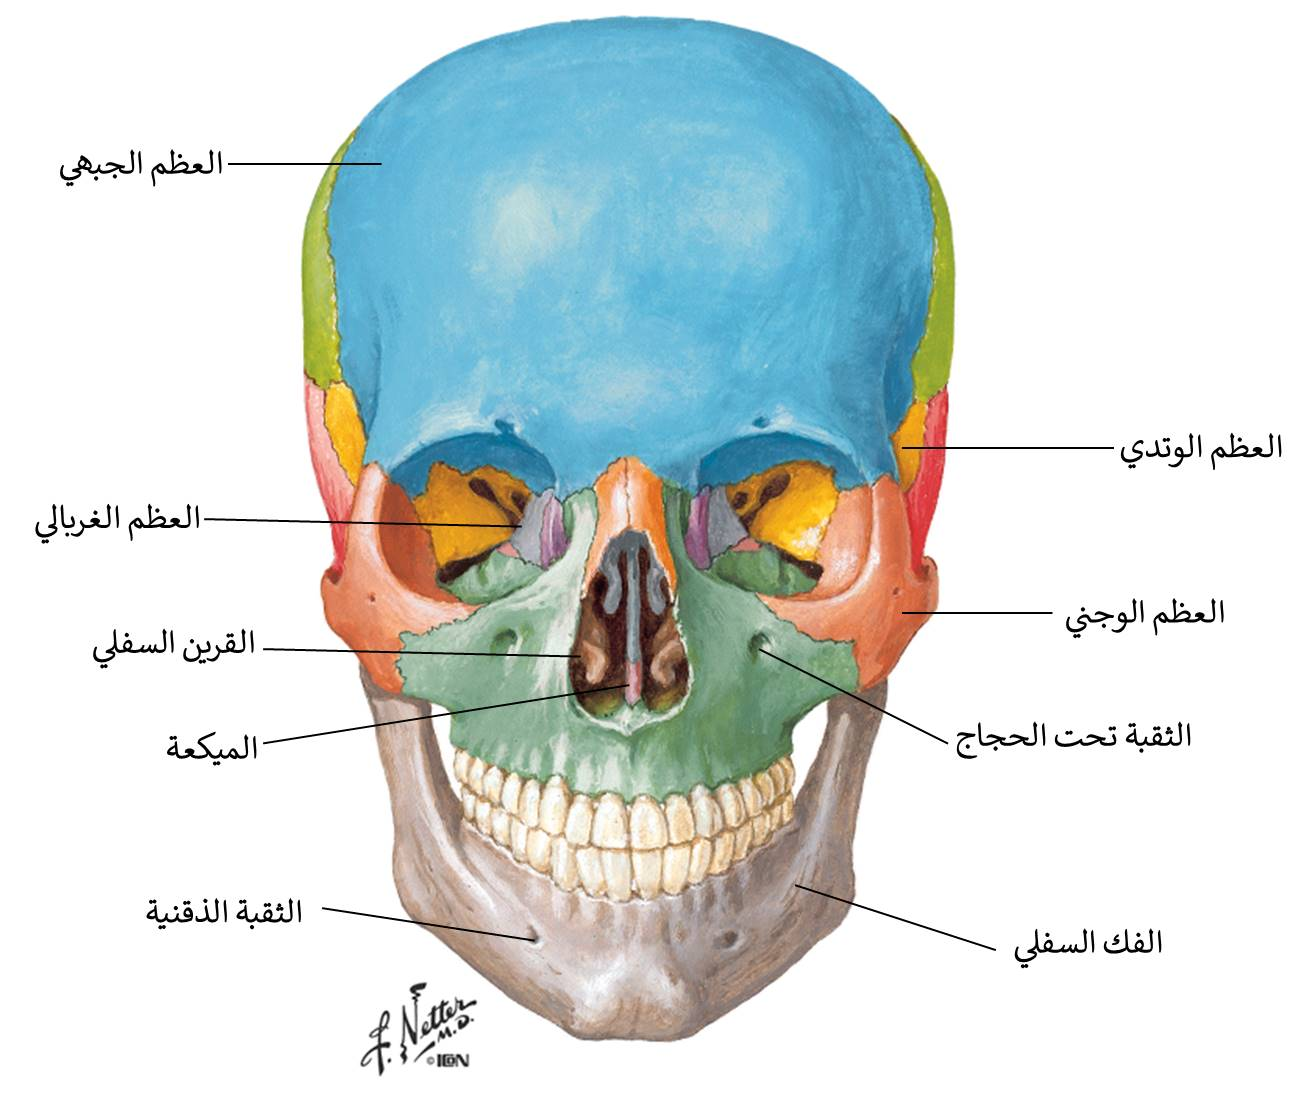 العظم الجبهي
العظم الوتدي
العظم الغربالي
العظم الوجني
القرين السفلي
الثقبة تحت الحجاج
الميكعة
الثقبة الذقنية
الفك السفلي
F. Netter
M.D.
©ICON